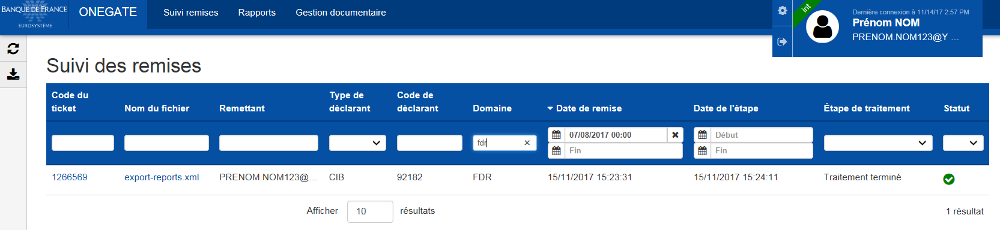 BANQUE DE FRANCE
EUROSYSTÈME
ONEGATE
Suivi remises
Rapports
Gestion documentaire
int
Dernière connexion à 11/14/17 2:57 PM
Prénom NOM
PRENOM.NOM123@Y ...
Suivi des remises
Code du ticket
Nom du fichier
Remettant
Type de déclarant
Code de déclarant
Domaine
Date de remise
Date de l'étape
Étape de traitement
Statut
fdr
07/08/2017 00:00
Fin
Début
Fin
1266569
export-reports.xml
PRENOM.NOM123@...
CIB
92182
FDR
15/11/2017 15:23:31
15/11/2017 15:24:11
Traitement terminé
Afficher
10
résultats
1 résultat